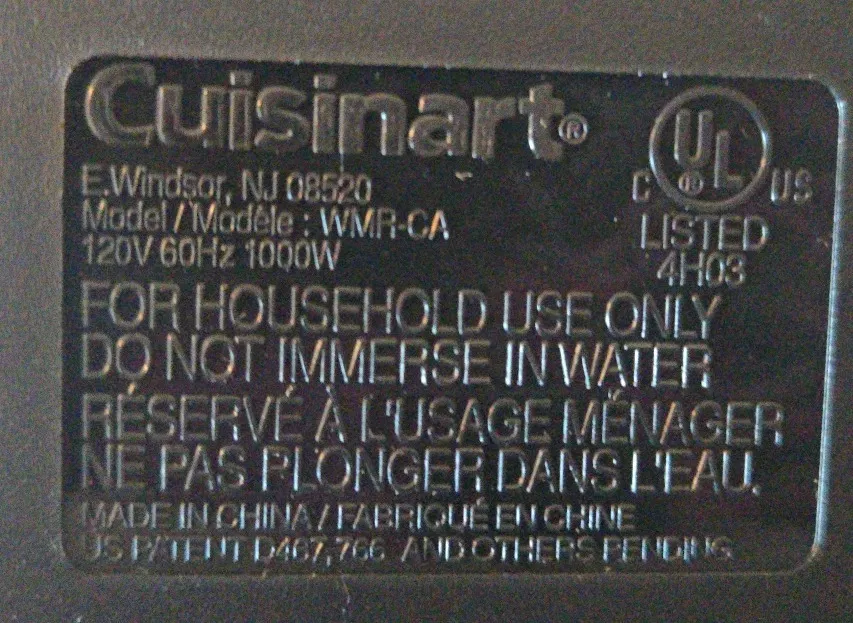 Cuisinart®
E.Windsor, NJ 08520
Model / Modèle : WMR-CA
120V 60Hz 1000W
UL®
C US
LISTED
4H03
FOR HOUSEHOLD USE ONLY
DO NOT IMMERSE IN WATER
RÉSERVÉ À L'USAGE MÉNAGER
NE PAS PLONGER DANS L'EAU.
MADE IN CHINA / FABRIQUÉ EN CHINE
US PATENT D467,766 AND OTHERS PENDING.